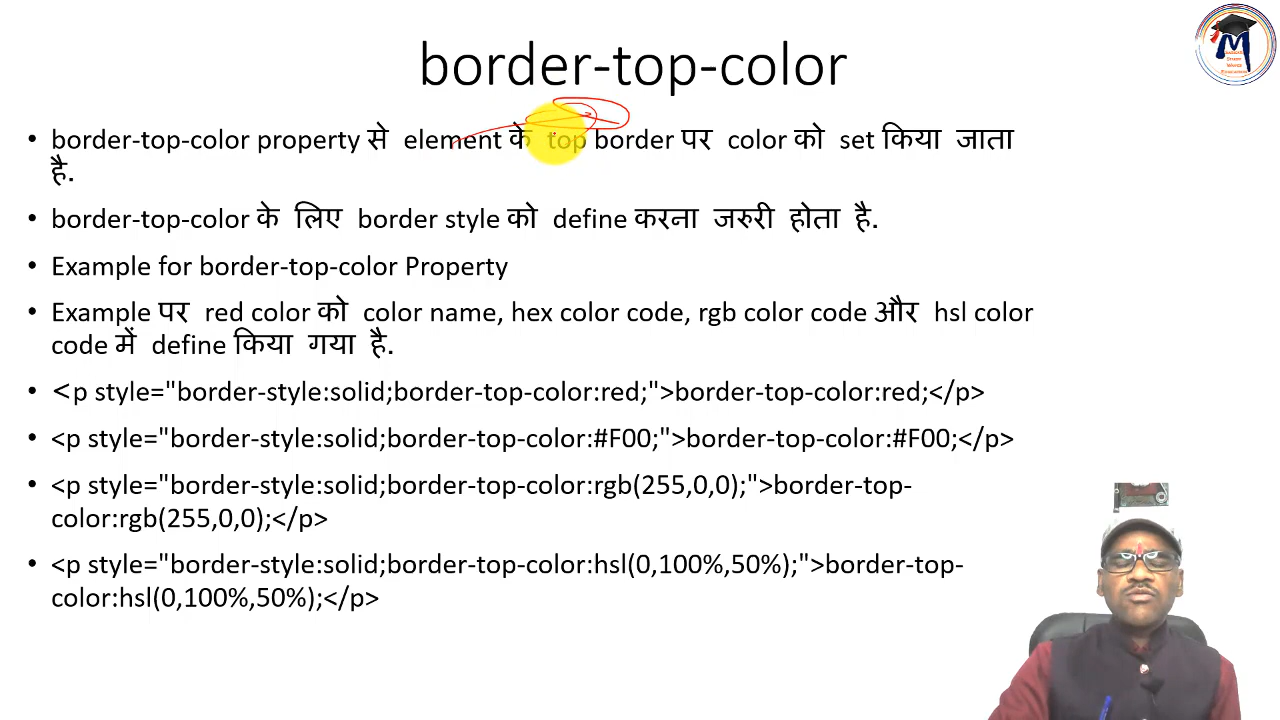 border-top-color
• border-top-color property से element के top border पर color को set किया जाता
है.
• border-top-color के लिए border style को define करना जरुरी होता है.
• Example for border-top-color Property
• Example पर red color को color name, hex color code, rgb color code और hsl color
code में define किया गया है.
• <p style="border-style:solid;border-top-color:red;">border-top-color:red;</p>
• <p style="border-style:solid;border-top-color:#F00;">border-top-color:#F00;</p>
• <p style="border-style:solid;border-top-color:rgb(255,0,0);">border-top-
color:rgb(255,0,0);</p>
• <p style="border-style:solid;border-top-color:hsl(0,100%,50%);">border-top-
color:hsl(0,100%,50%);</p>